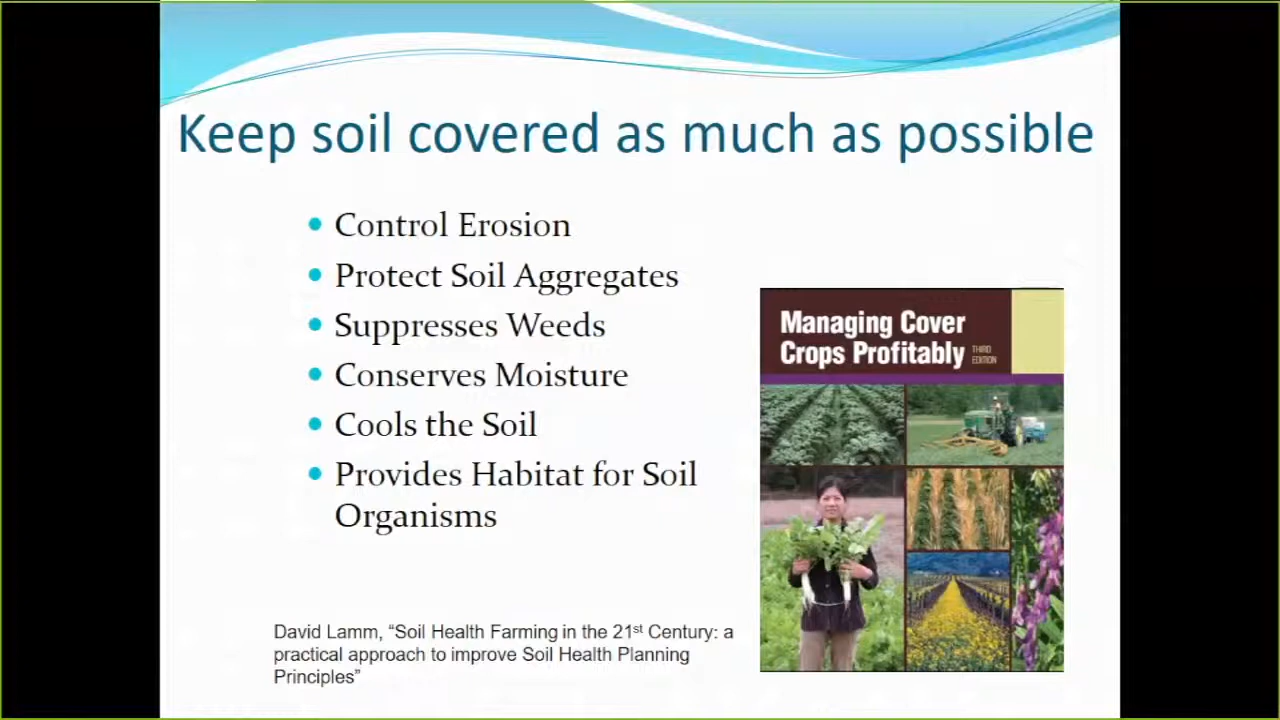 Keep soil covered as much as possible
Control Erosion
Protect Soil Aggregates
Suppresses Weeds
Conserves Moisture
Cools the Soil
Provides Habitat for Soil
Organisms
Managing Cover
Crops Profitably
THIRD
EDITION
David Lamm, “Soil Health Farming in the 21st Century: a
practical approach to improve Soil Health Planning
Principles”